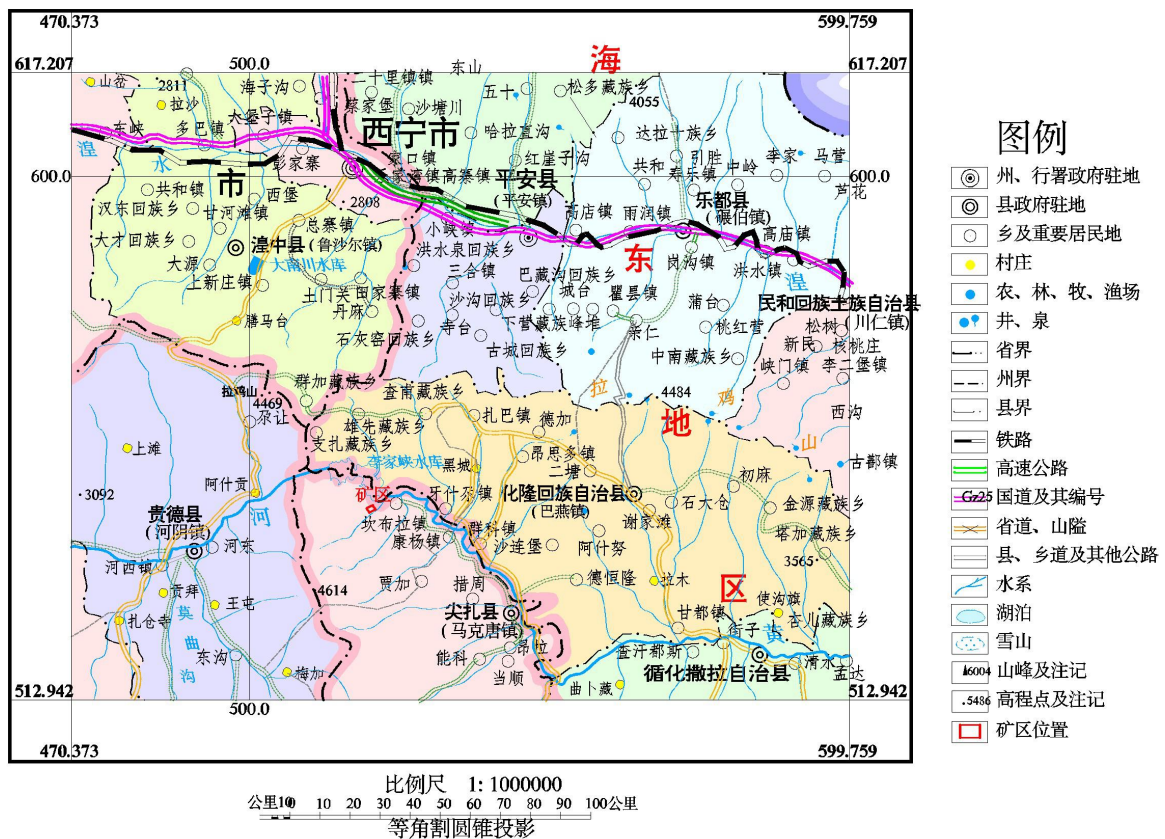 470.373
599.759
617.207
500.0
617.207
海
东山
山岔
2811
海子沟
二十里镇镇
五十
松多藏族乡
4055
拉沙
大堡子镇
蔡家堡
沙塘川
东峡
多巴镇
西宁市
哈拉直沟
达拉土族乡
湟
水
彭家寨
红崖子沟
共和
引胜
中岭
李家
马营
600.0
市
平安县
(平安镇)
高寨镇
寿乐镇
600.0
芦花
共和镇
西堡
2808
乐都县
(碾伯镇)
汉东回族乡
甘河滩镇
总寨镇
小峡镇
高店镇
雨润镇
高庙镇
大才回族乡
湟中县
(鲁沙尔镇)
洪水泉回族乡
东
岗沟镇
洪水镇
湟
大源
大南川水库
三合镇
巴藏沟回族乡
上新庄镇
土门关
田家寨镇
沙沟回族乡
城台
瞿昙镇
蒲台
民和回族土族自治县
(川仁镇)
丹麻
下营藏族乡
峰堆
亲仁
桃红营
松树
滕马台
石灰窑回族乡
寺台
古城回族乡
中南藏族乡
新民
核桃庄
峡门镇
李二堡镇
拉鸡山
4469
群加藏族乡
查甫藏族乡
拉
4484
鸡
西沟
尕让
雄先藏族乡
扎巴镇
德加
地
山
支扎藏族乡
昂思多镇
上滩
李家峡水库
黑城
二塘
初麻
古鄯镇
3092
阿什贡
矿区
牙什尕镇
化隆回族自治县
(巴燕镇)
石大仓
金源藏族乡
贵德县
(河阴镇)
河
坎布拉镇
群科镇
谢家滩
康杨镇
塔加藏族乡
河东
沙连堡
阿什努
河西镇
3565
贾加
措周
德恒隆
拉木
贡拜
4614
区
王屯
尖扎县
(马克唐镇)
甘都镇
使沟旗
扎仓寺
莫曲沟
街子
黄
杏儿藏族乡
东沟
能科
昂拉
查汗都斯
清水
孟达
梅加
当顺
循化撒拉自治县
曲卜藏
512.942
500.0
512.942
470.373
599.759
比例尺 1: 1000000
公里10 0 10 20 30 40 50 60 70 80 90 100公里
等角割圆锥投影
图例
州、行署政府驻地
县政府驻地
乡及重要居民地
村庄
农、林、牧、渔场
井、泉
省界
州界
县界
铁路
高速公路
Gz25
国道及其编号
省道、山隘
县、乡道及其他公路
水系
湖泊
雪山
6004
山峰及注记
.5486
高程点及注记
矿区位置